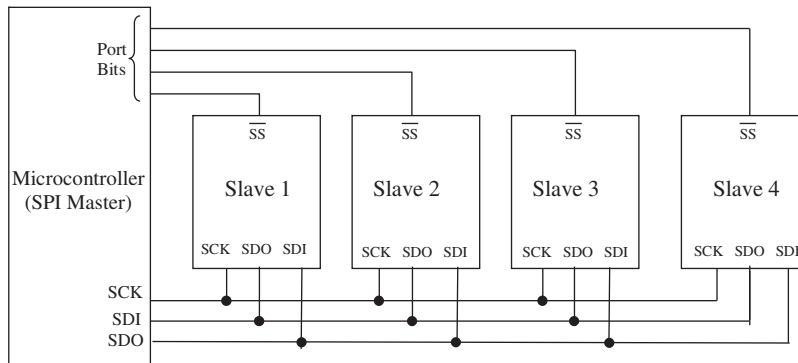 Port
Bits
SS SS SS SS
Microcontroller
(SPI Master)
Slave 1 Slave 2 Slave 3 Slave 4
SCK SDO SDI SCK SDO SDI SCK SDO SDI SCK SDO SDI
SCK
SDI
SDO